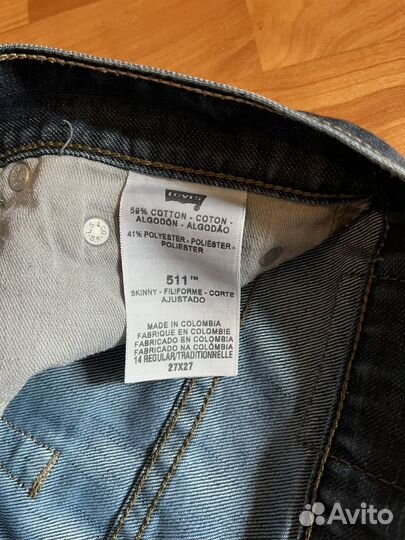 Levi's
59% COTTON - COTON -
ALGODÓN - ALGODÃO
41% POLYESTER - POLIÉSTER -
POLIESTER
511™
SKINNY - FILIFORME - CORTE
AJUSTADO
MADE IN COLOMBIA
FABRIQUE EN COLOMBIE
FABRICADO EN COLOMBIA
FABRICADO NA COLÔMBIA
14 REGULAR/TRADITIONNELLE
27X27
Avito